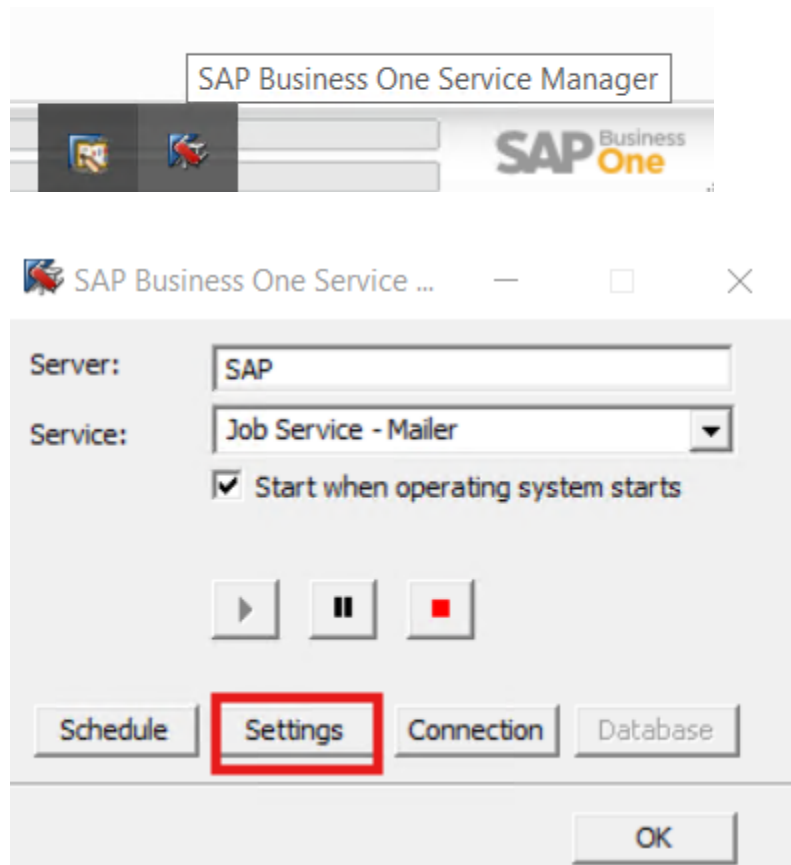 SAP Business One Service Manager
SAP Business One
SAP Business One Service ...
Server: SAP
Service: Job Service - Mailer
Start when operating system starts
Schedule Settings Connection Database
OK